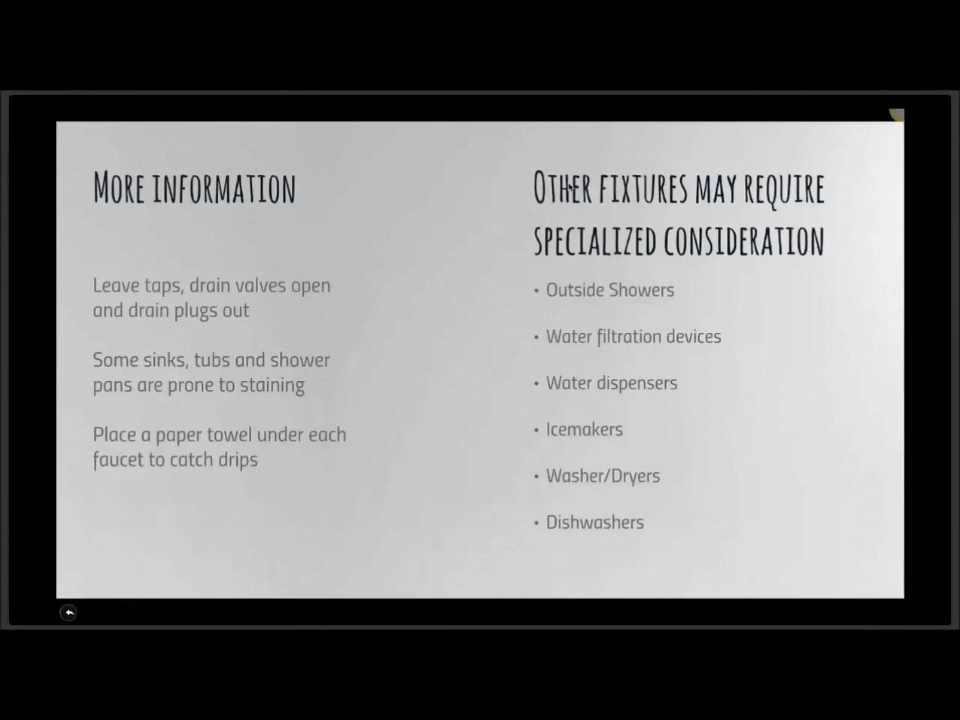 More information
Leave taps, drain valves open
and drain plugs out
Some sinks, tubs and shower
pans are prone to staining
Place a paper towel under each
faucet to catch drips
Other fixtures may require
specialized consideration
• Outside Showers
• Water filtration devices
• Water dispensers
• Icemakers
• Washer/Dryers
• Dishwashers